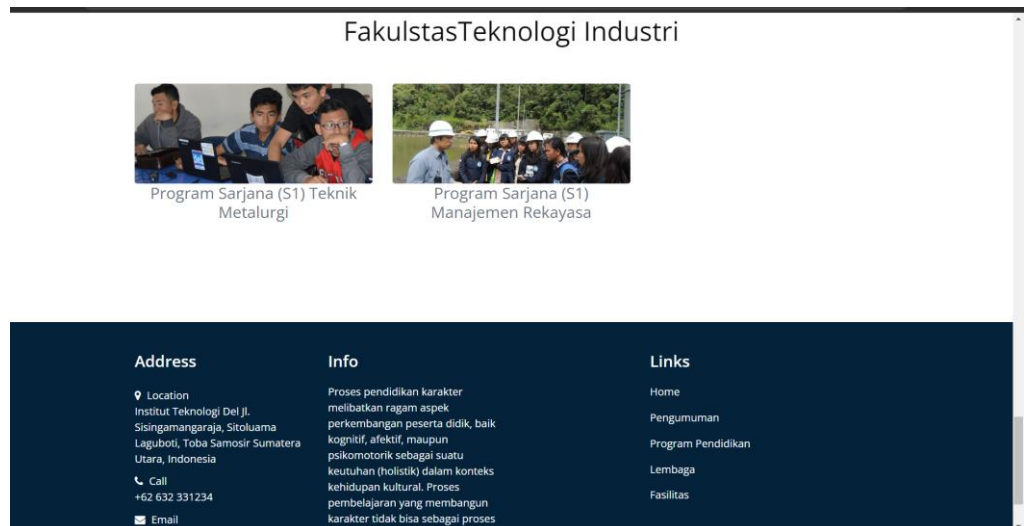 FakulstasTeknologi Industri
Program Sarjana (S1) Teknik
Metalurgi
Program Sarjana (S1)
Manajemen Rekayasa
Address
Location
Institut Teknologi Del Jl.
Sisingamangaraja, Sitoluama
Laguboti, Toba Samosir Sumatera
Utara, Indonesia
Call
+62 632 331234
Email
Info
Proses pendidikan karakter
melibatkan ragam aspek
perkembangan peserta didik, baik
kognitif, afektif, maupun
psikomotorik sebagai suatu
keutuhan (holistik) dalam konteks
kehidupan kultural. Proses
pembelajaran yang membangun
karakter tidak bisa sebagai proses
Links
Home
Pengumuman
Program Pendidikan
Lembaga
Fasilitas